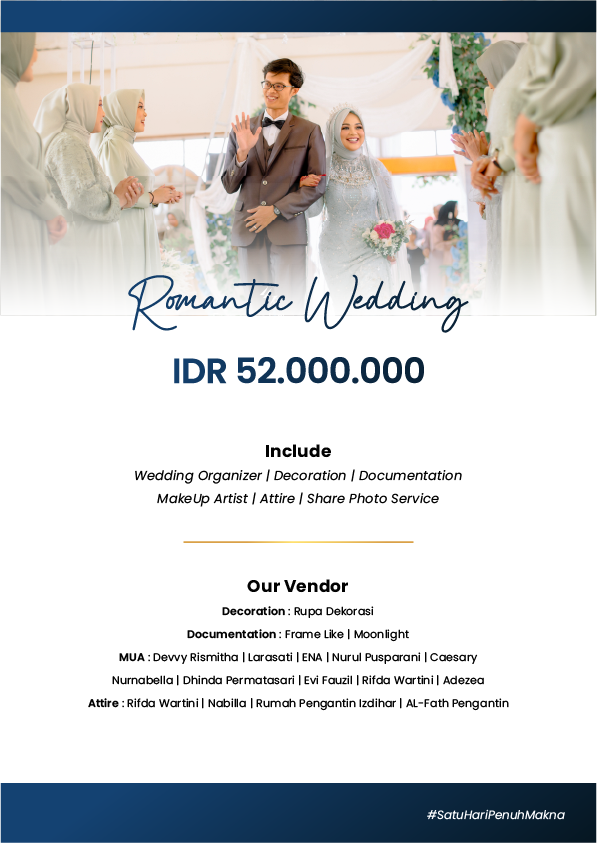 Romantic Wedding
IDR 52.000.000
Include
Wedding Organizer | Decoration | Documentation
MakeUp Artist | Attire | Share Photo Service
Our Vendor
Decoration : Rupa Dekorasi
Documentation : Frame Like | Moonlight
MUA : Devvy Rismitha | Larasati | ENA | Nurul Pusparani | Caesary
Nurnabella | Dhinda Permatasari | Evi Fauzil | Rifda Wartini | Adezea
Attire : Rifda Wartini | Nabilla | Rumah Pengantin Izdihar | AL-Fath Pengantin
#SatuHariPenuhMakna